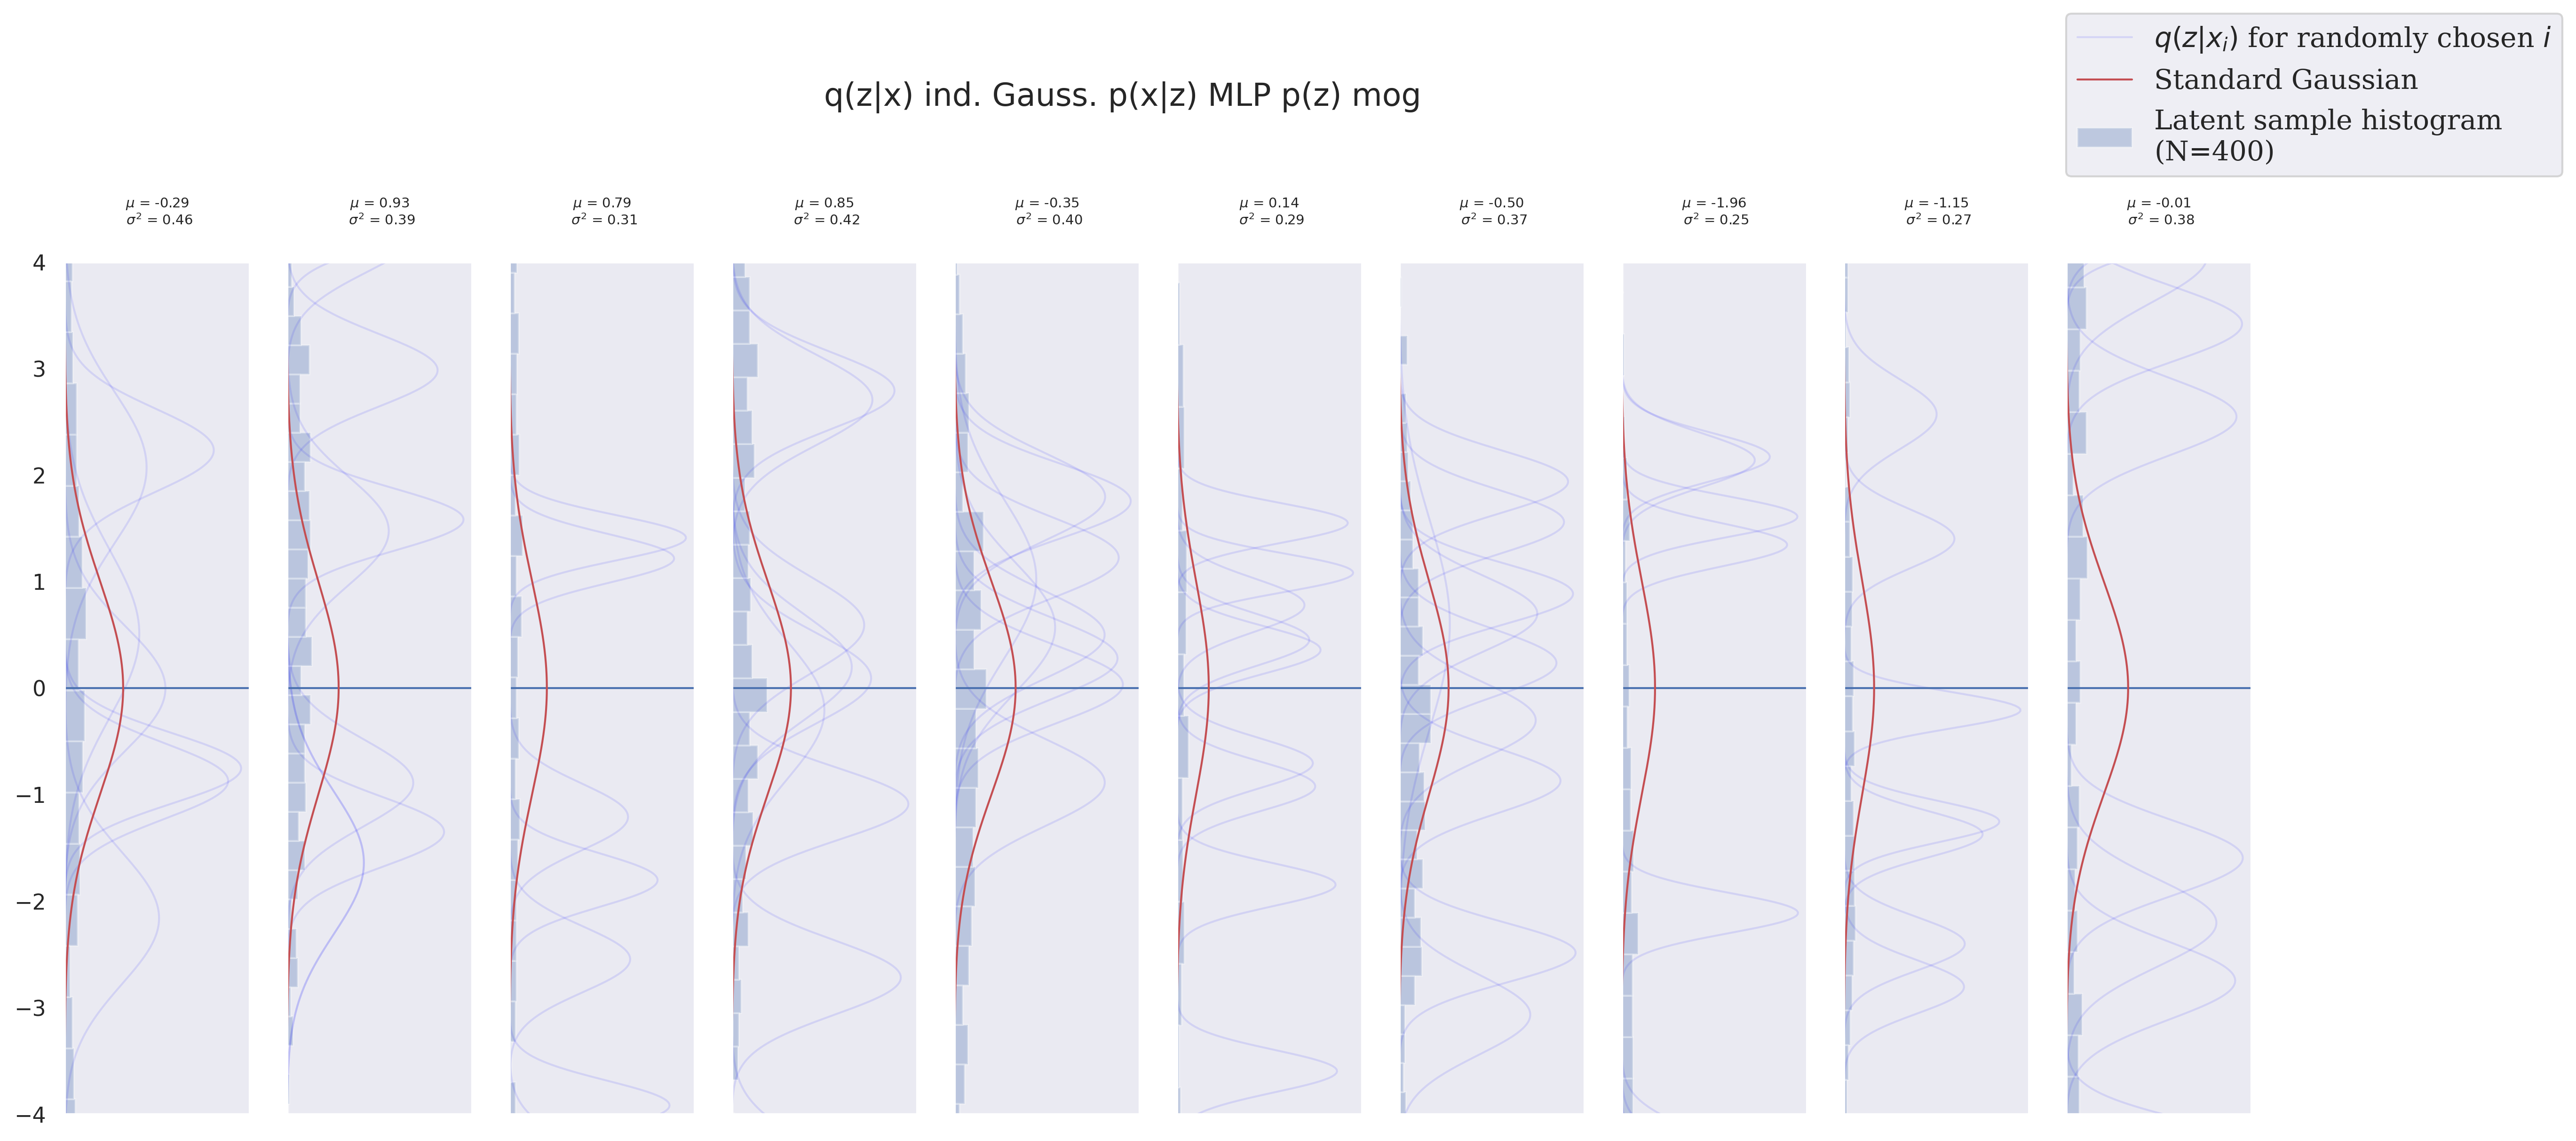 q(z|xᵢ) for randomly chosen i
Standard Gaussian
Latent sample histogram
(N=400)
q(z|x) ind. Gauss. p(x|z) MLP p(z) mog
μ = -0.29
σ² = 0.46
μ = 0.93
σ² = 0.39
μ = 0.79
σ² = 0.31
μ = 0.85
σ² = 0.42
μ = -0.35
σ² = 0.40
μ = 0.14
σ² = 0.29
μ = -0.50
σ² = 0.37
μ = -1.96
σ² = 0.25
μ = -1.15
σ² = 0.27
μ = -0.01
σ² = 0.38
4
3
2
1
0
−1
−2
−3
−4